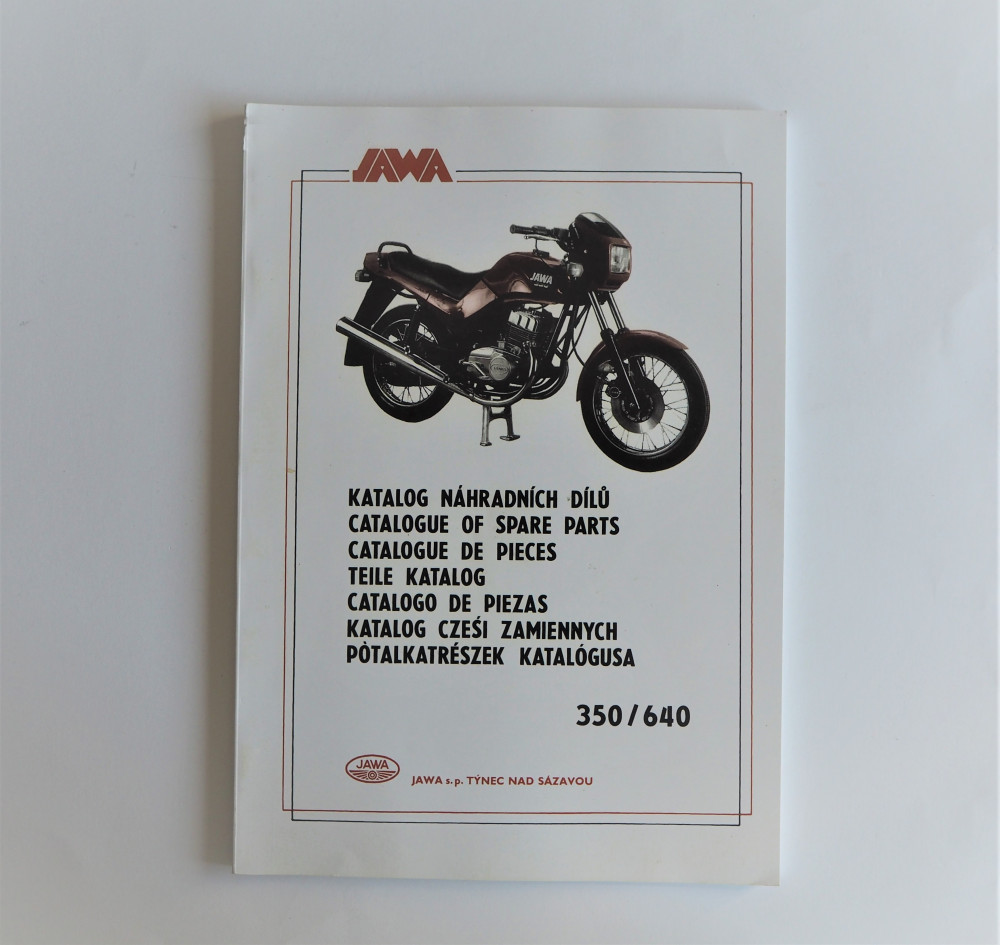 JAWA
JAWA
KATALOG NÁHRADNÍCH DÍLŮ
CATALOGUE OF SPARE PARTS
CATALOGUE DE PIECES
TEILE KATALOG
CATALOGO DE PIEZAS
KATALOG CZEŚI ZAMIENNYCH
PÒTALKATRÉSZEK KATALÓGUSA
350/640
JAWA
JAWA s.p. TÝNEC NAD SÁZAVOU